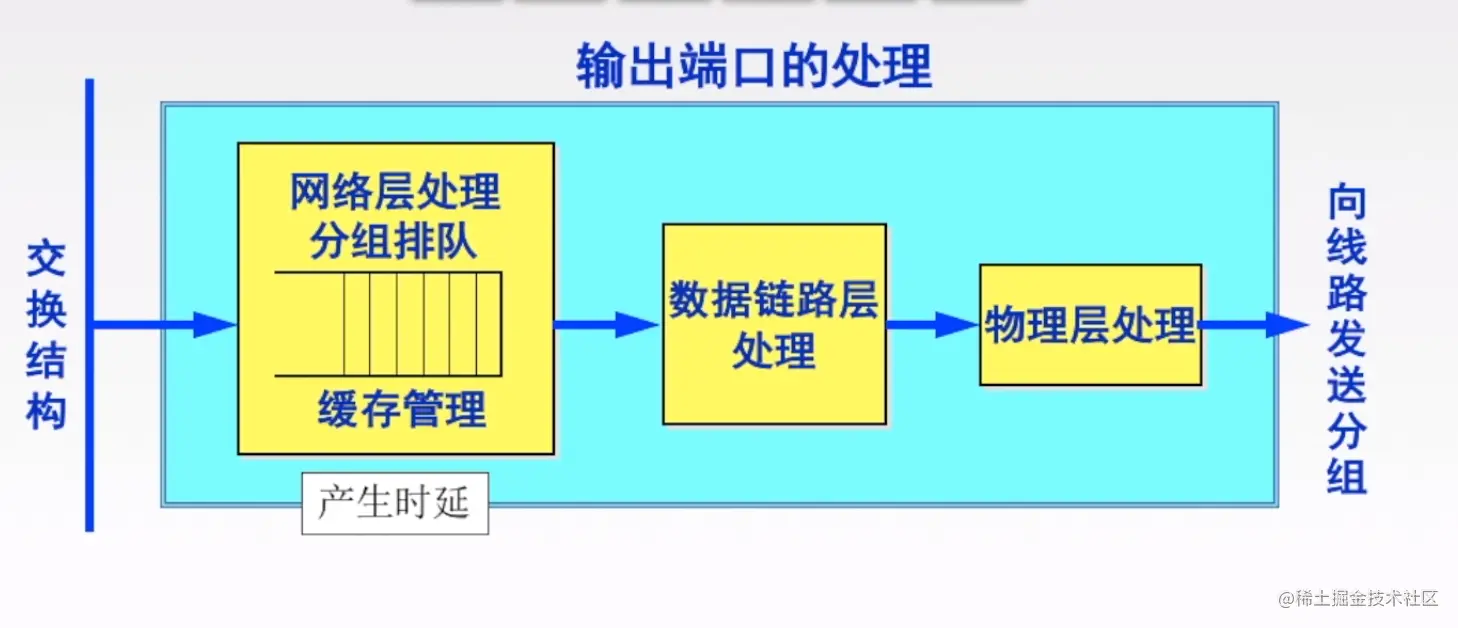 输出端口的处理
交换结构
网络层处理
分组排队
缓存管理
产生时延
数据链路层
处理
物理层处理
向线路发送分组
@稀土掘金技术社区